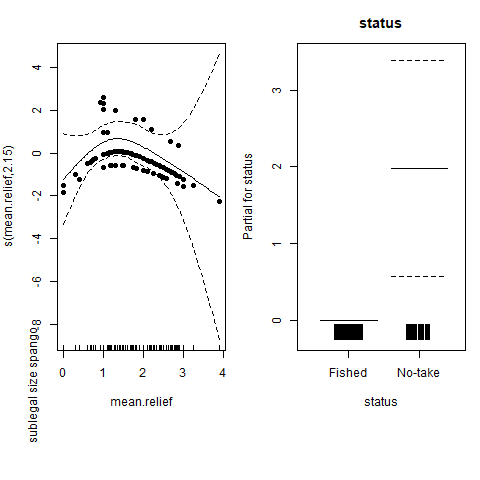 status
s(mean.relief,2.15)
4
2
0
-2
-4
-6
-8
0
1
2
3
4
mean.relief
sublegal size spango
Partial for status
3
2
1
0
Fished
No-take
status